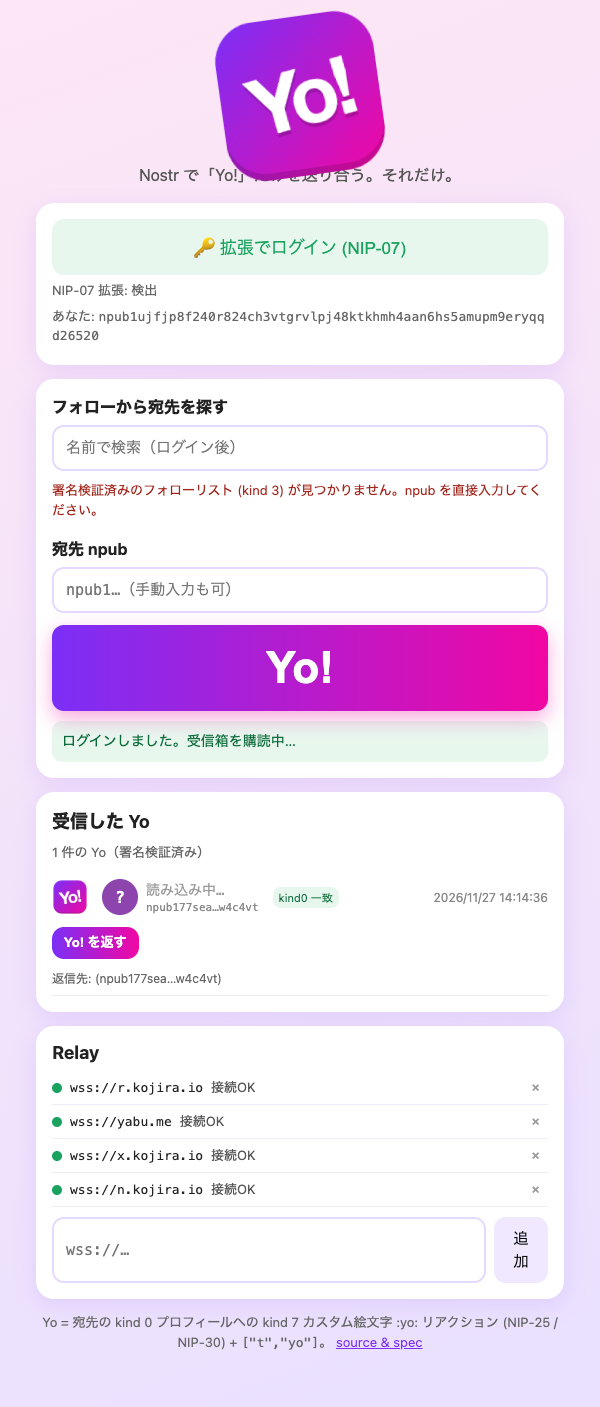 Yo!
Nostr で「Yo!」だけを送り合う。それだけ。
🔑 拡張でログイン (NIP-07)
NIP-07 拡張: 検出
あなた: npub1ujfjp8f240r824ch3vtgrvlpj48ktkhmh4aan6hs5amupm9eryqq
d26520
フォローから宛先を探す
名前で検索（ログイン後）
署名検証済みのフォローリスト (kind 3) が見つかりません。npub を直接入力してく
ださい。
宛先 npub
npub1…（手動入力も可）
Yo!
ログインしました。受信箱を購読中…
受信した Yo
1 件の Yo（署名検証済み）
Yo! ? 読み込み中… kind0 一致 2026/11/27 14:14:36
npub177sea…w4c4vt
Yo! を返す
返信先: (npub177sea…w4c4vt)
Relay
wss://r.kojira.io 接続OK ×
wss://yabu.me 接続OK ×
wss://x.kojira.io 接続OK ×
wss://n.kojira.io 接続OK ×
wss://…
追
加
Yo = 宛先の kind 0 プロフィールへの kind 7 カスタム絵文字 :yo: リアクション (NIP-25 /
NIP-30) + ["t","yo"]。 source & spec